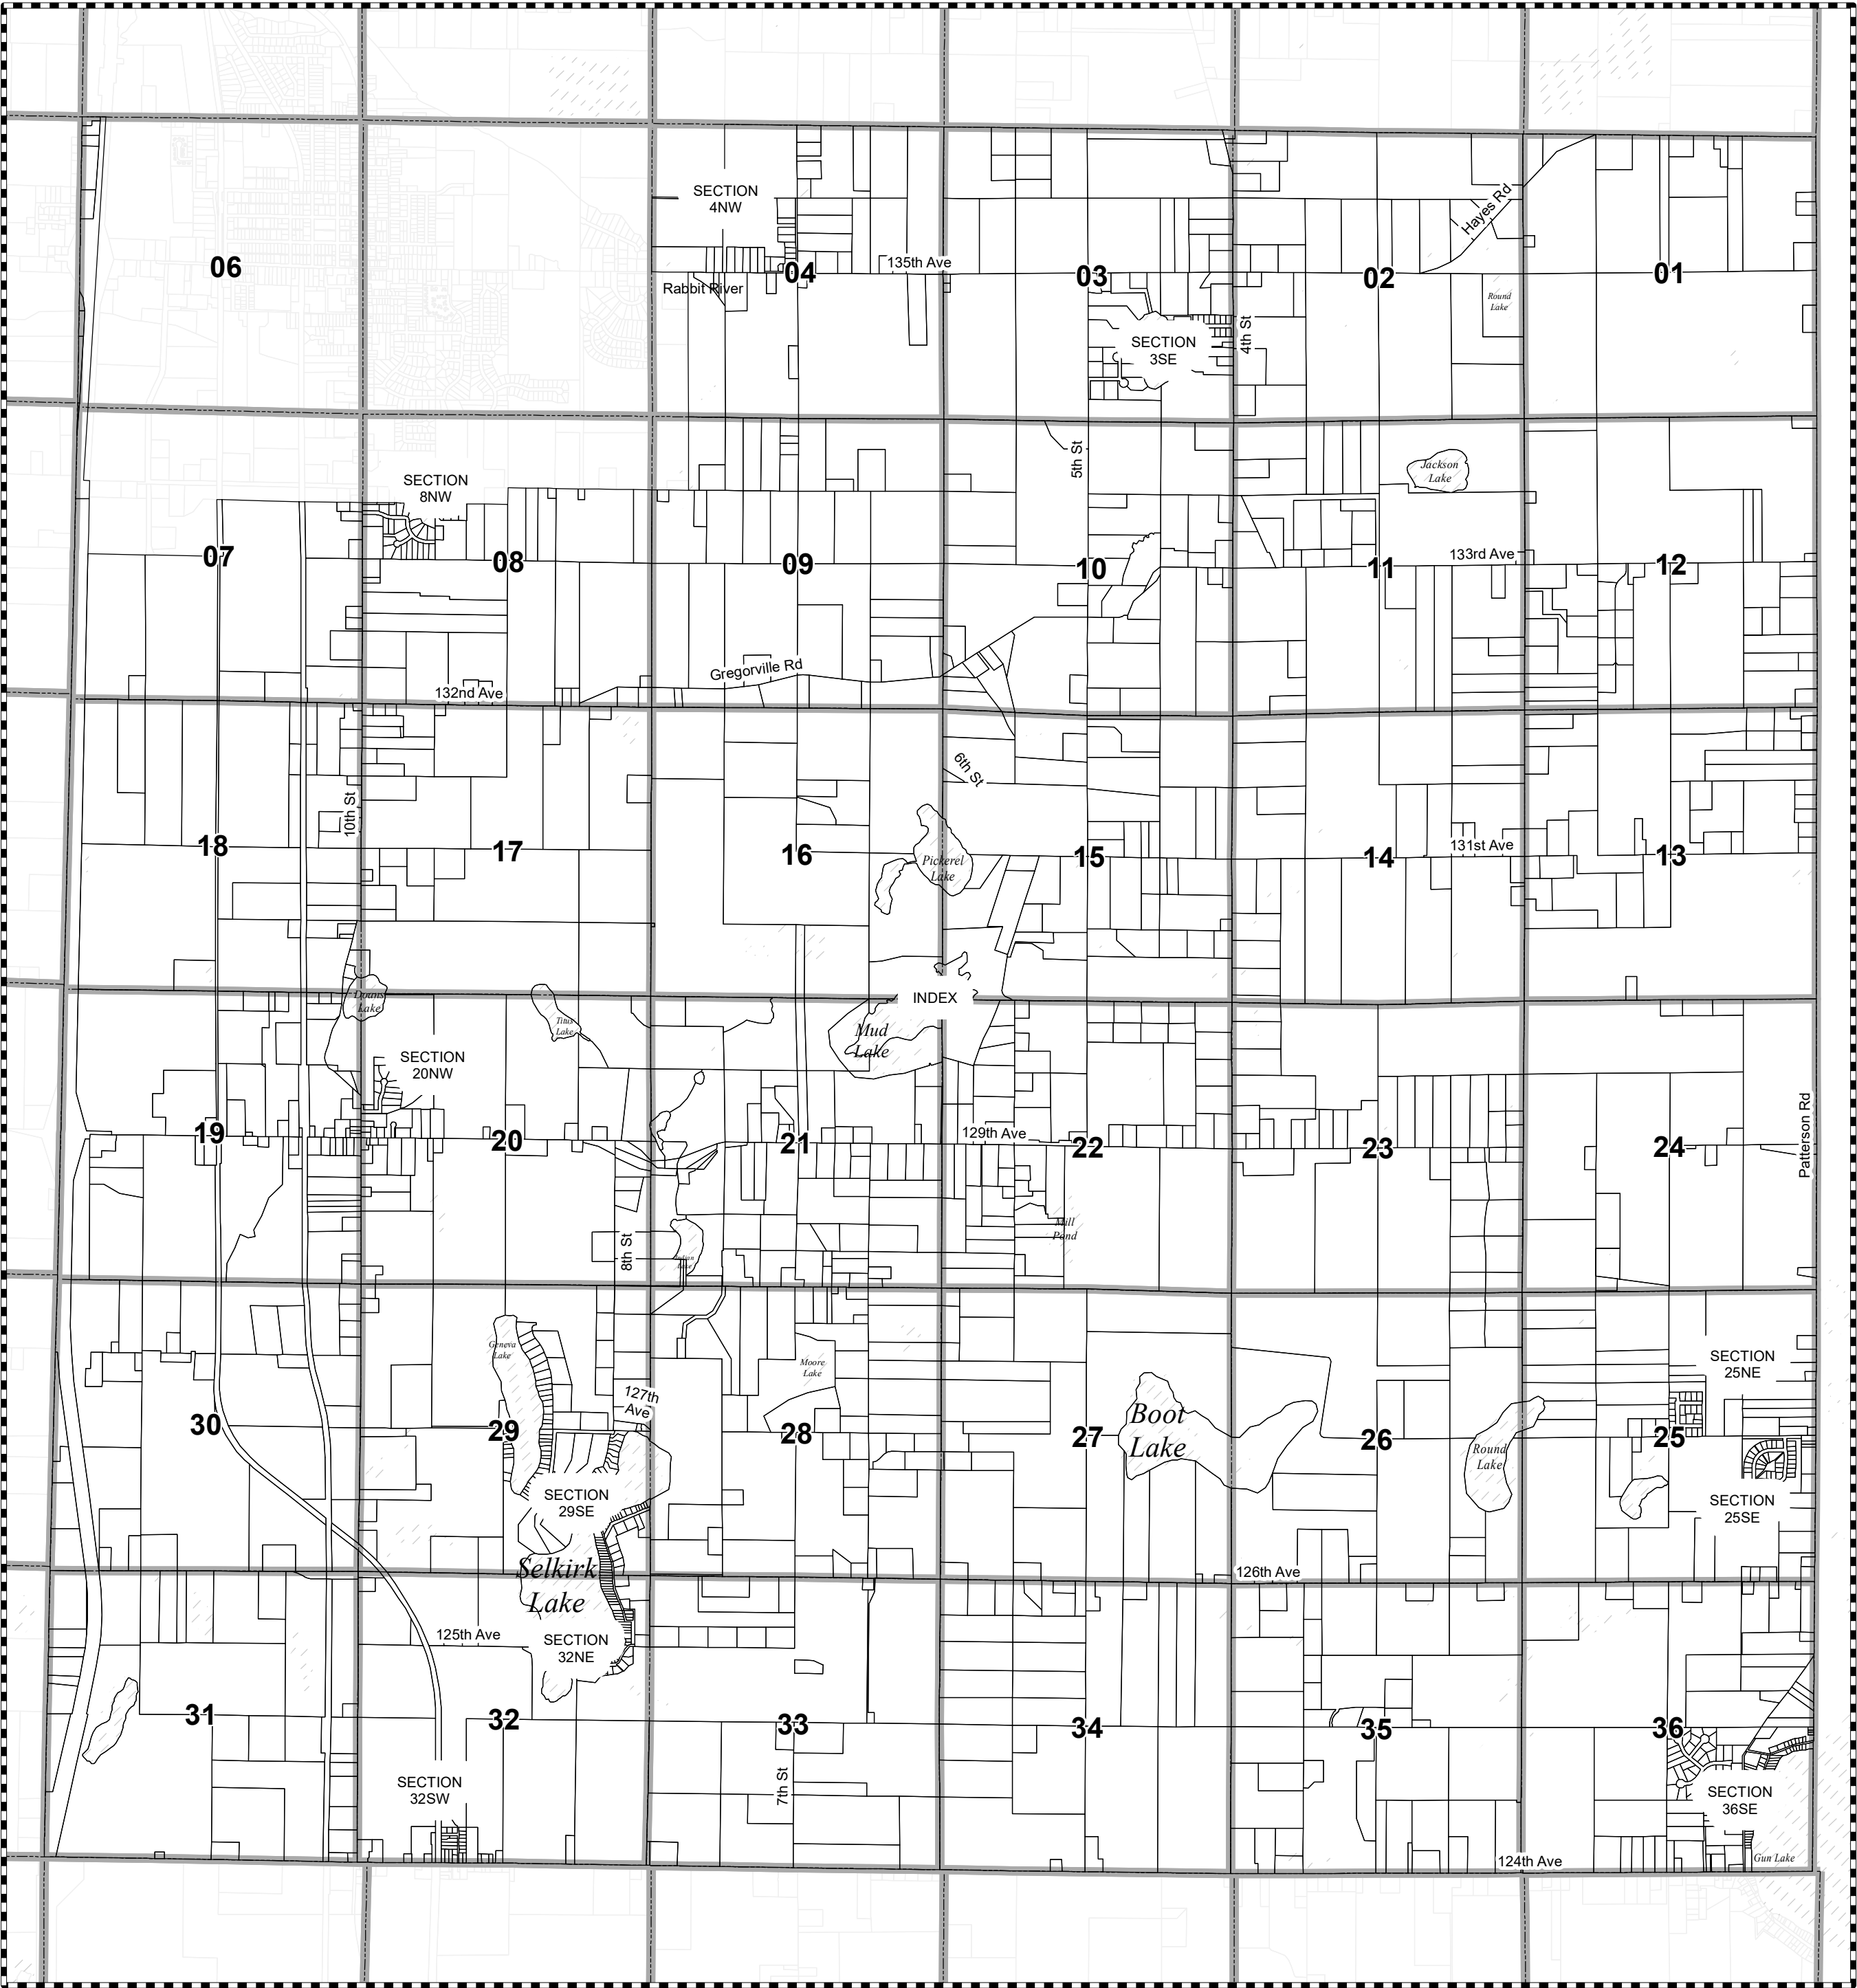 SECTION
4NW
Hayes Rd
06
04
135th Ave
03
02
01
Rabbit River
Round
Lake
SECTION
3SE
4th St
5th St
Jackson
Lake
SECTION
8NW
07
08
09
10
11
133rd Ave
12
Gregorville Rd
132nd Ave
6th St
10th St
18
17
16
Pickerel
Lake
15
14
131st Ave
13
INDEX
Lake
Lake
Mud
Lake
SECTION
20NW
Patterson Rd
19
20
21
129th Ave
22
23
24
Mill
Pond
8th St
Lake
Geneva
Lake
Moore
Lake
SECTION
25NE
127th
Ave
30
29
28
27
Boot
Lake
26
Round
Lake
25
SECTION
29SE
SECTION
25SE
Selkirk
Lake
126th Ave
125th Ave
SECTION
32NE
31
32
33
34
35
36
SECTION
32SW
7th St
SECTION
36SE
124th Ave
Gun Lake